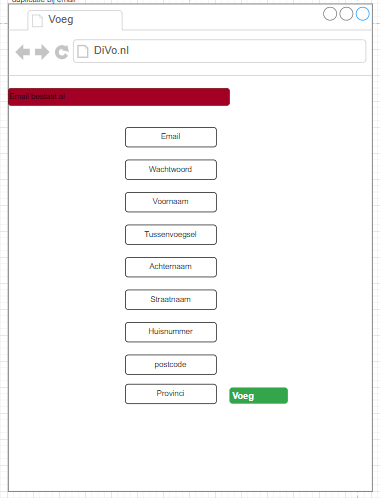 duplicatie bij email
Voeg
DiVo.nl
Email bestaat al
Email
Wachtwoord
Voornaam
Tussenvoegsel
Achternaam
Straatnaam
Huisnummer
postcode
Provinci
Voeg